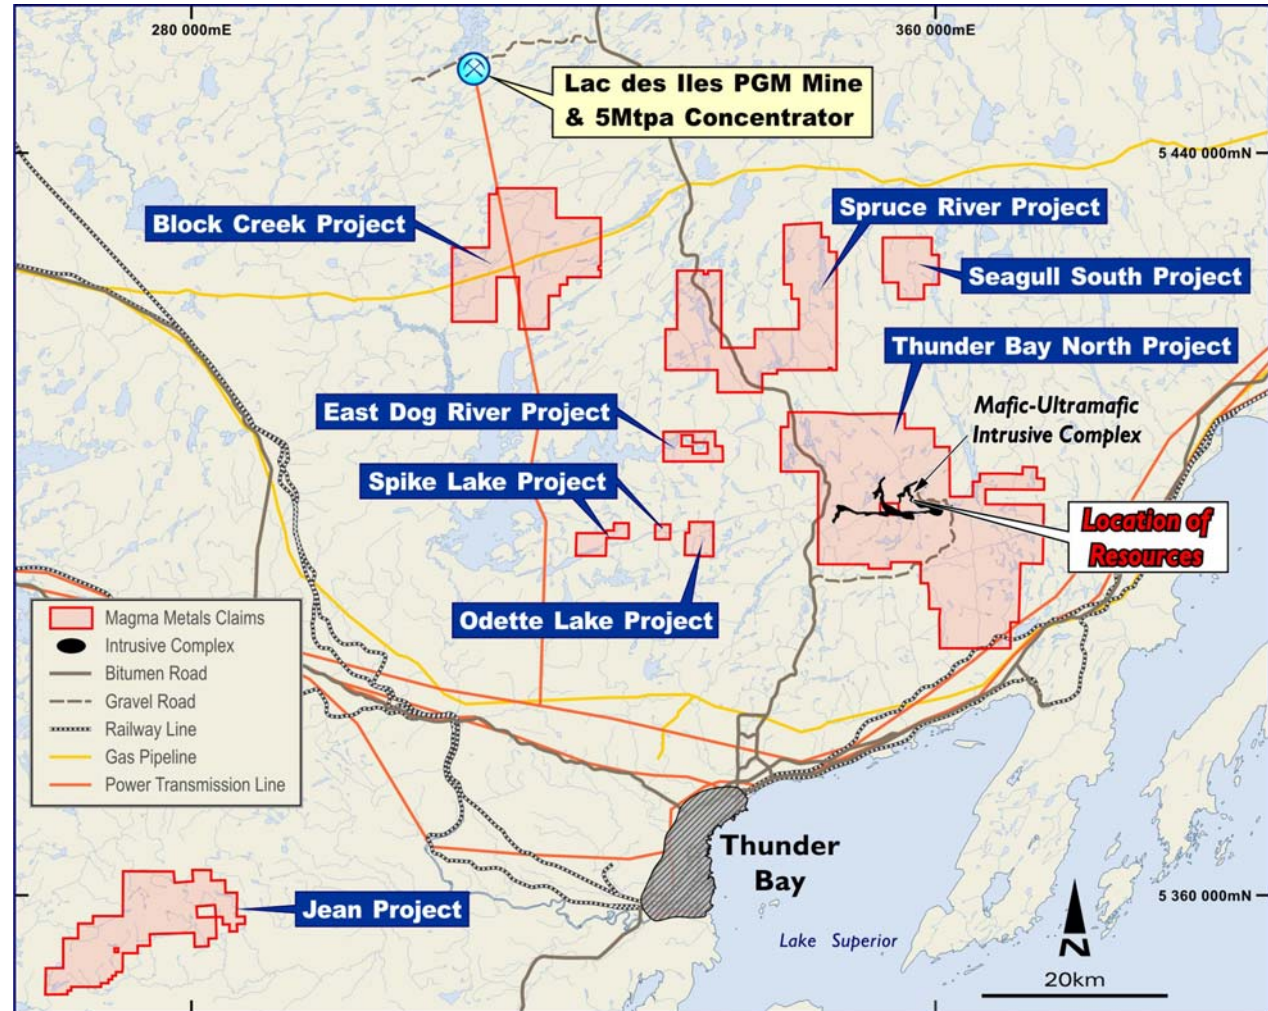 280 000mE
360 000mE
Lac des Iles PGM Mine
& 5Mtpa Concentrator
5 440 000mN
Block Creek Project
Spruce River Project
Seagull South Project
Thunder Bay North Project
East Dog River Project
Mafic-Ultramafic
Intrusive Complex
Spike Lake Project
Location of
Resources
Odette Lake Project
Magma Metals Claims
Intrusive Complex
Bitumen Road
Gravel Road
Railway Line
Gas Pipeline
Power Transmission Line
Thunder
Bay
Jean Project
5 360 000mN
Lake Superior
N
20km